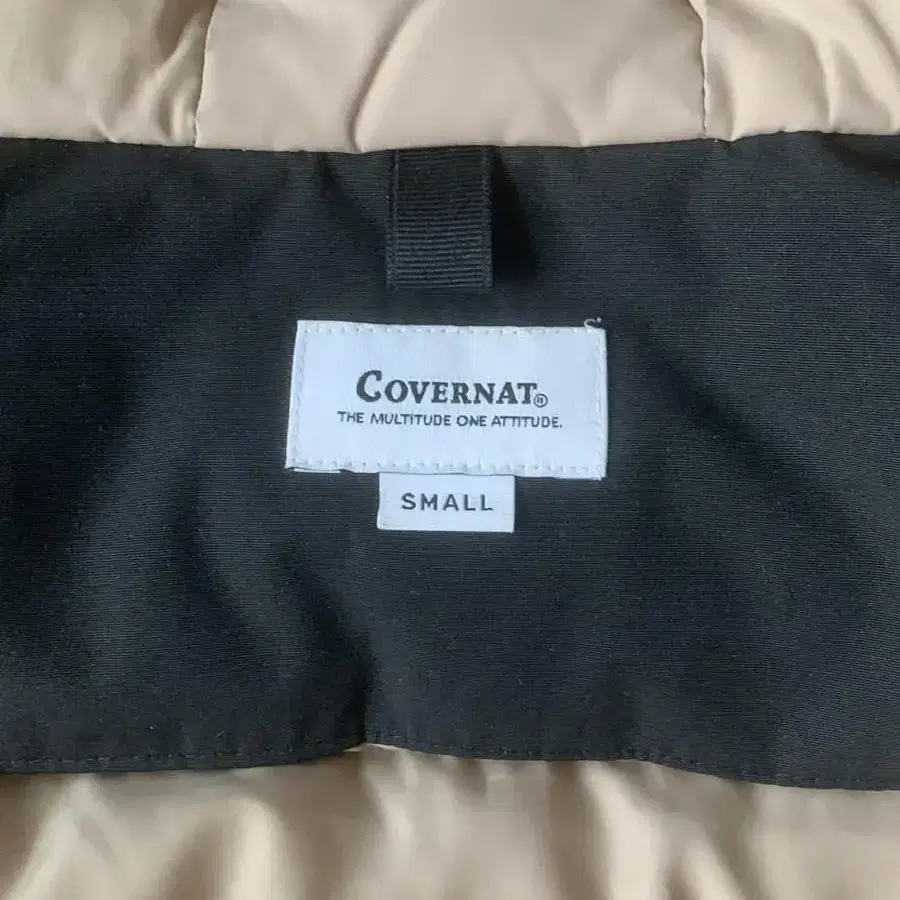 COVERNAT®
THE MULTITUDE ONE ATTITUDE.
SMALL